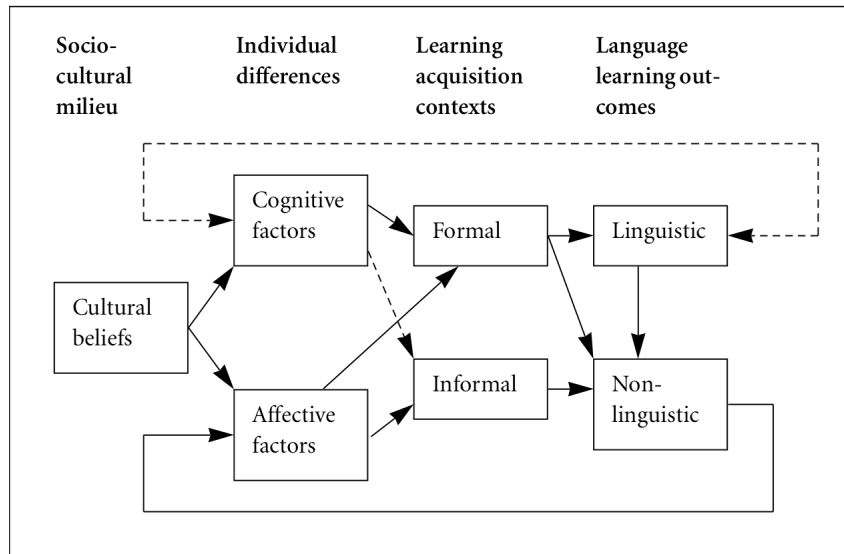 Socio-
cultural
milieu
Individual
differences
Learning
acquisition
contexts
Language
learning out-
comes
Cognitive
factors
Formal
Linguistic
Cultural
beliefs
Affective
factors
Informal
Non-
linguistic